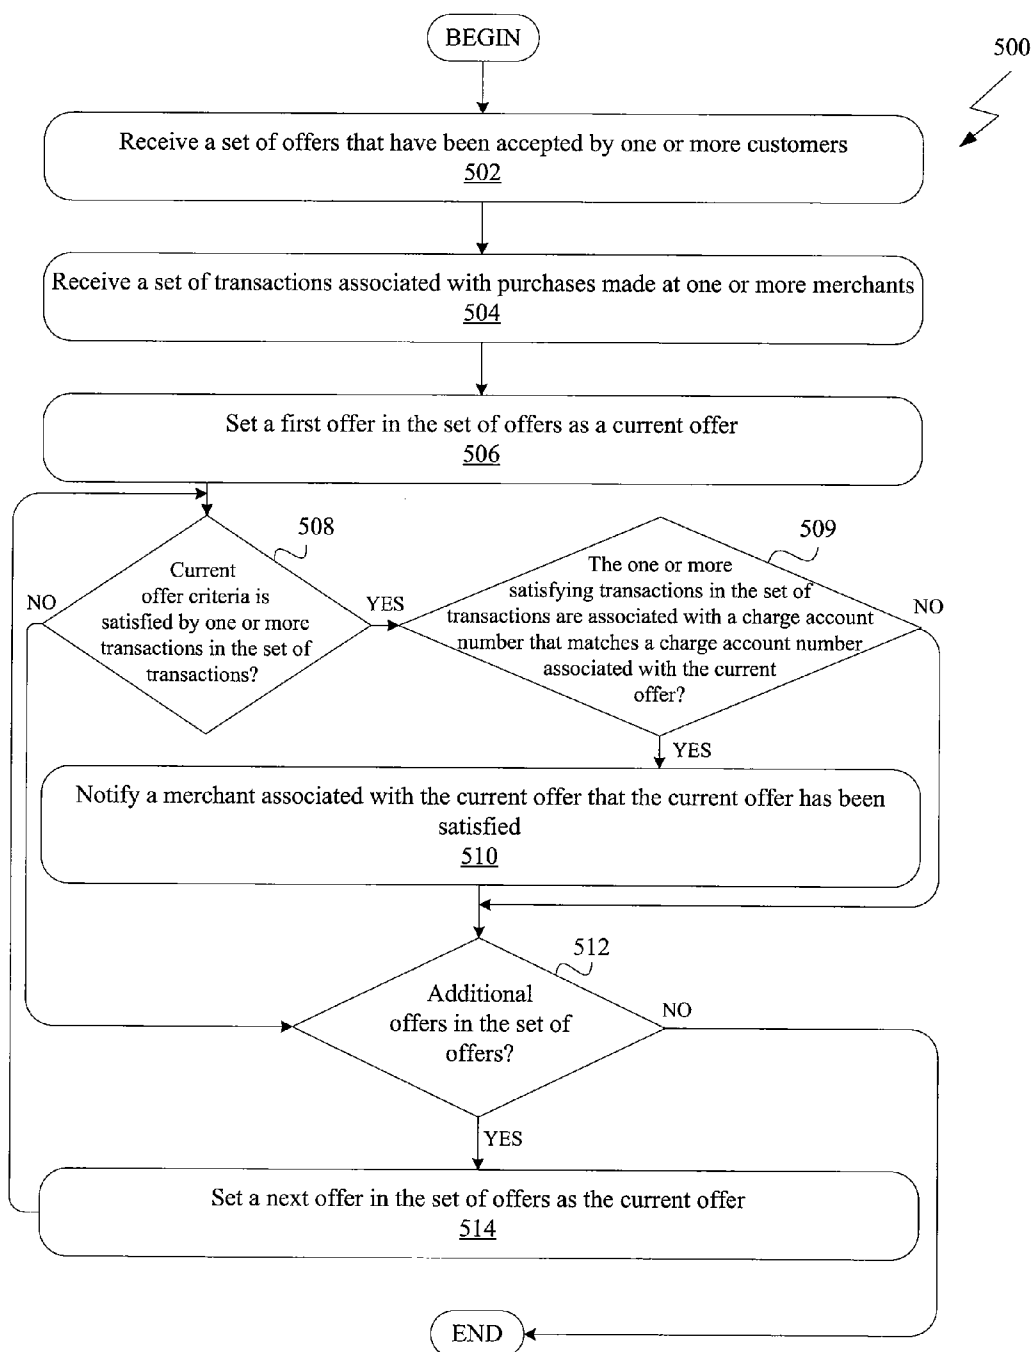 BEGIN
500
Receive a set of offers that have been accepted by one or more customers
502
Receive a set of transactions associated with purchases made at one or more merchants
504
Set a first offer in the set of offers as a current offer
506
508
Current
offer criteria is
satisfied by one or more
transactions in the set of
transactions?
NO
YES
509
The one or more
satisfying transactions in the set of
transactions are associated with a charge account
number that matches a charge account number
associated with the current
offer?
NO
YES
Notify a merchant associated with the current offer that the current offer has been
satisfied
510
512
Additional
offers in the set of
offers?
NO
YES
Set a next offer in the set of offers as the current offer
514
END